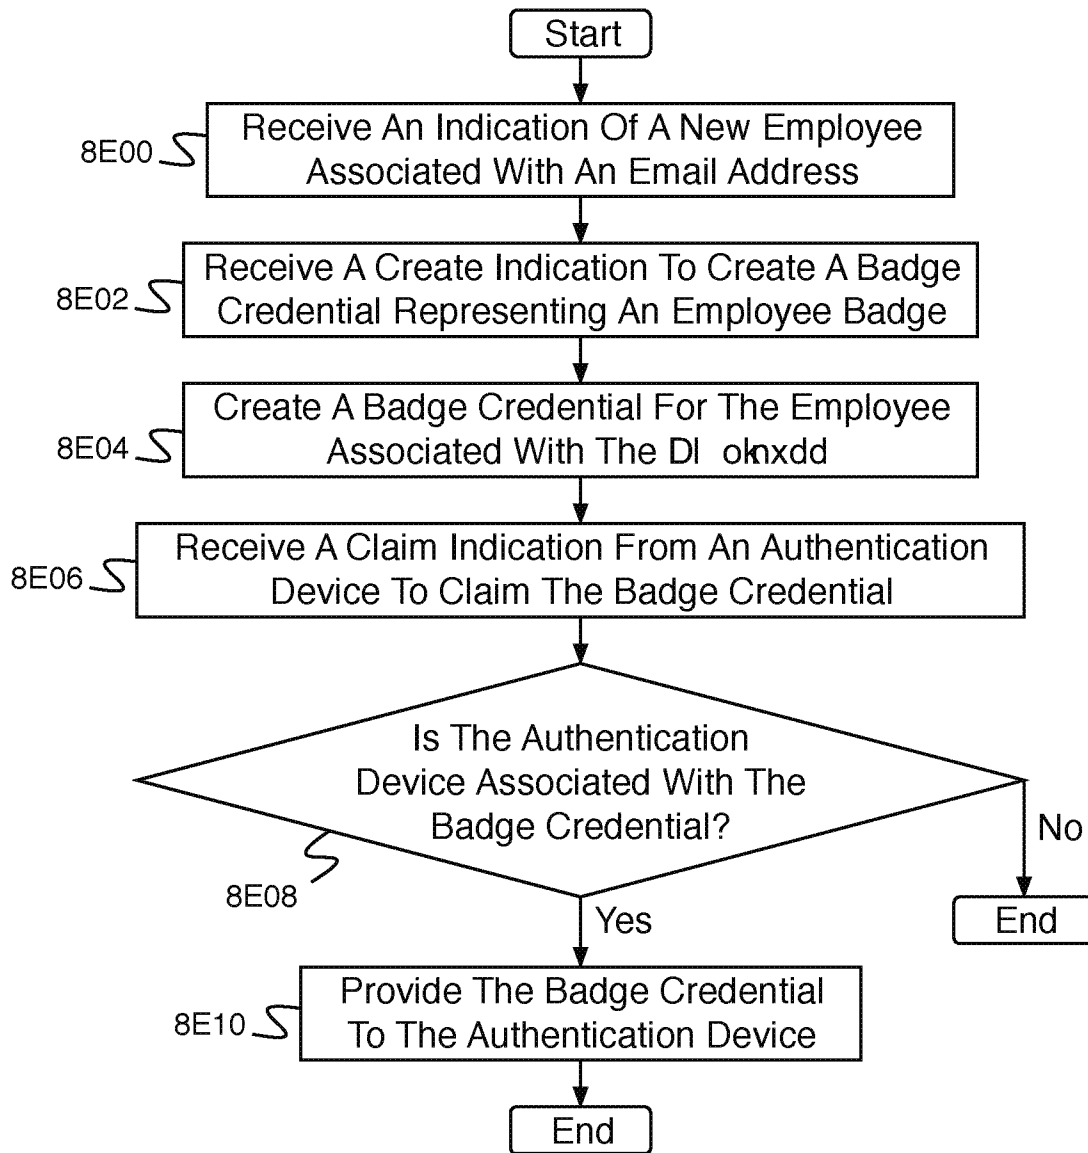 Start
8E00
Receive An Indication Of A New Employee
Associated With An Email Address
8E02
Receive A Create Indication To Create A Badge
Credential Representing An Employee Badge
8E04
Create A Badge Credential For The Employee
Associated With The
8E06
Receive A Claim Indication From An Authentication
Device To Claim The Badge Credential
Is The Authentication
Device Associated With The
Badge Credential?
No
8E08
End
Yes
8E10
Provide The Badge Credential
To The Authentication Device
End